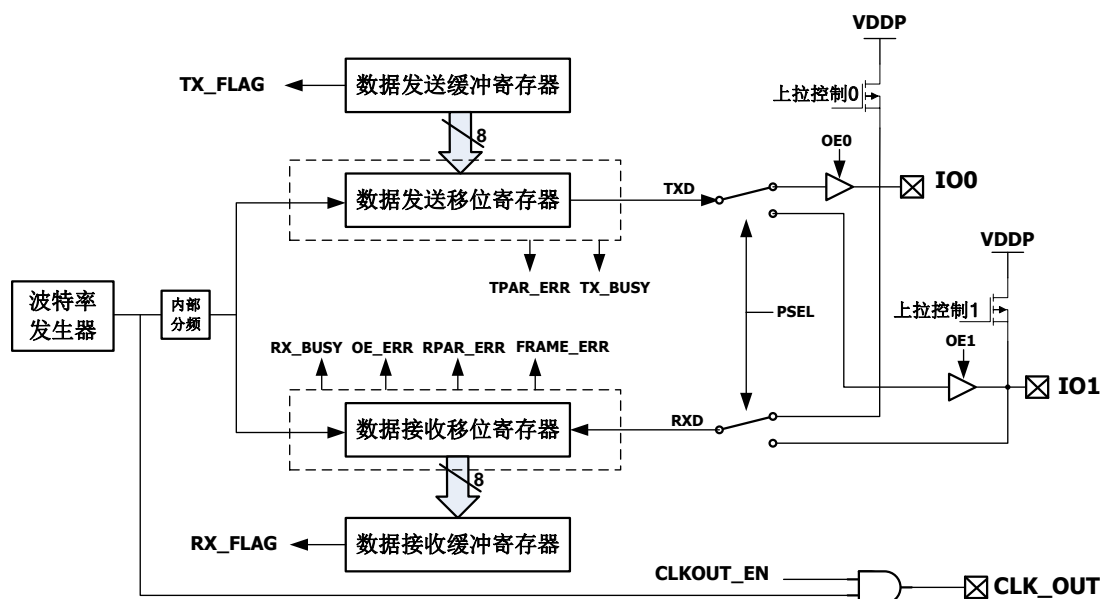 VDDP
数据发送缓冲寄存器
TX_FLAG
上拉控制0
8
OE0
数据发送移位寄存器
TXD
IO0
VDDP
TPAR_ERR
TX_BUSY
波特率
发生器
内部
分频
PSEL
上拉控制1
RX_BUSY
OE_ERR
RPAR_ERR
FRAME_ERR
OE1
IO1
数据接收移位寄存器
RXD
8
数据接收缓冲寄存器
RX_FLAG
CLKOUT_EN
CLK_OUT